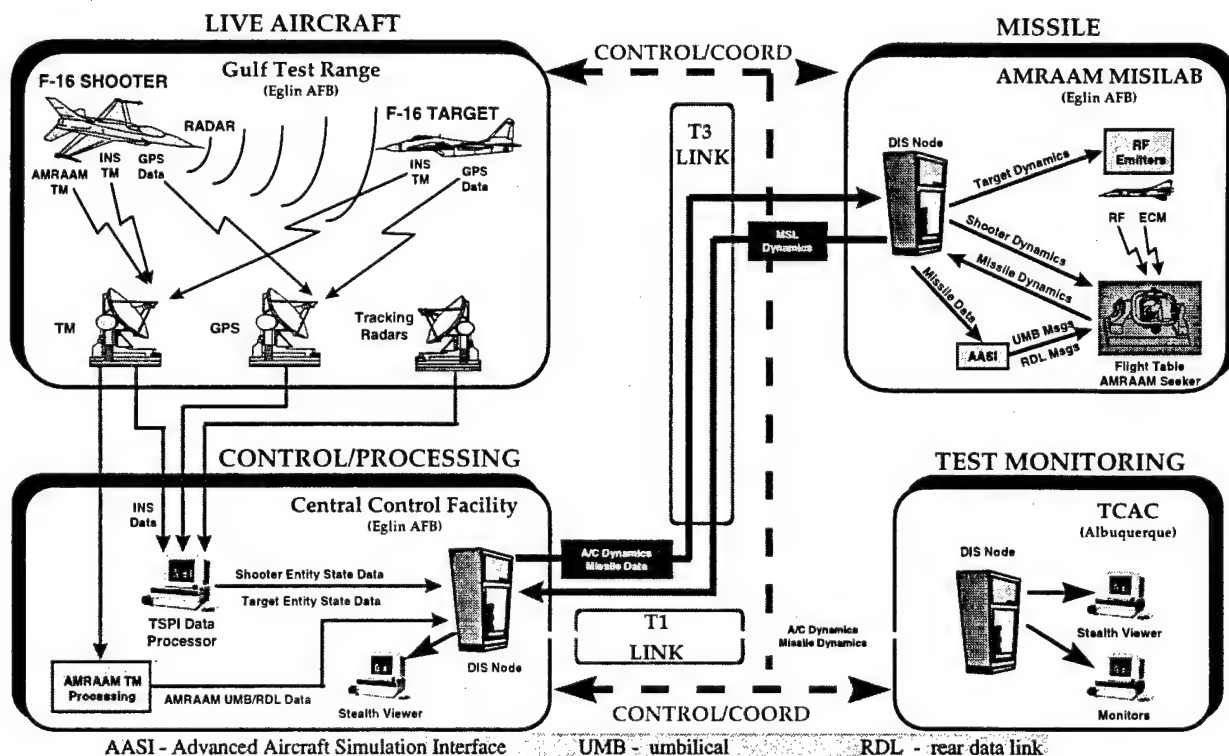 LIVE AIRCRAFT
Gulf Test Range
(Eglin AFB)
F-16 SHOOTER
RADAR
F-16 TARGET
AMRAAM
TM
INS
TM
GPS
Data
INS
TM
GPS
Data
TM
GPS
Tracking
Radars
CONTROL/COORD
T3
LINK
MSL
Dynamics
MISSILE
AMRAAM MISILAB
(Eglin AFB)
DIS Node
RF
Emitters
Target Dynamics
RF
ECM
Shooter Dynamics
Missile Dynamics
Missile Data
AASI
UMB Msgs
RDL Msgs
Flight Table
AMRAAM Seeker
CONTROL/PROCESSING
Central Control Facility
(Eglin AFB)
INS
Data
TSPI Data
Processor
Shooter Entity State Data
Target Entity State Data
DIS Node
AMRAAM TM
Processing
AMRAAM UMB/RDL Data
Stealth Viewer
A/C Dynamics
Missile Data
T1
LINK
A/C Dynamics
Missile Dynamics
CONTROL/COORD
TEST MONITORING
TCAC
(Albuquerque)
DIS Node
Stealth Viewer
Monitors
AASI - Advanced Aircraft Simulation Interface UMB - umbilical RDL - rear data link